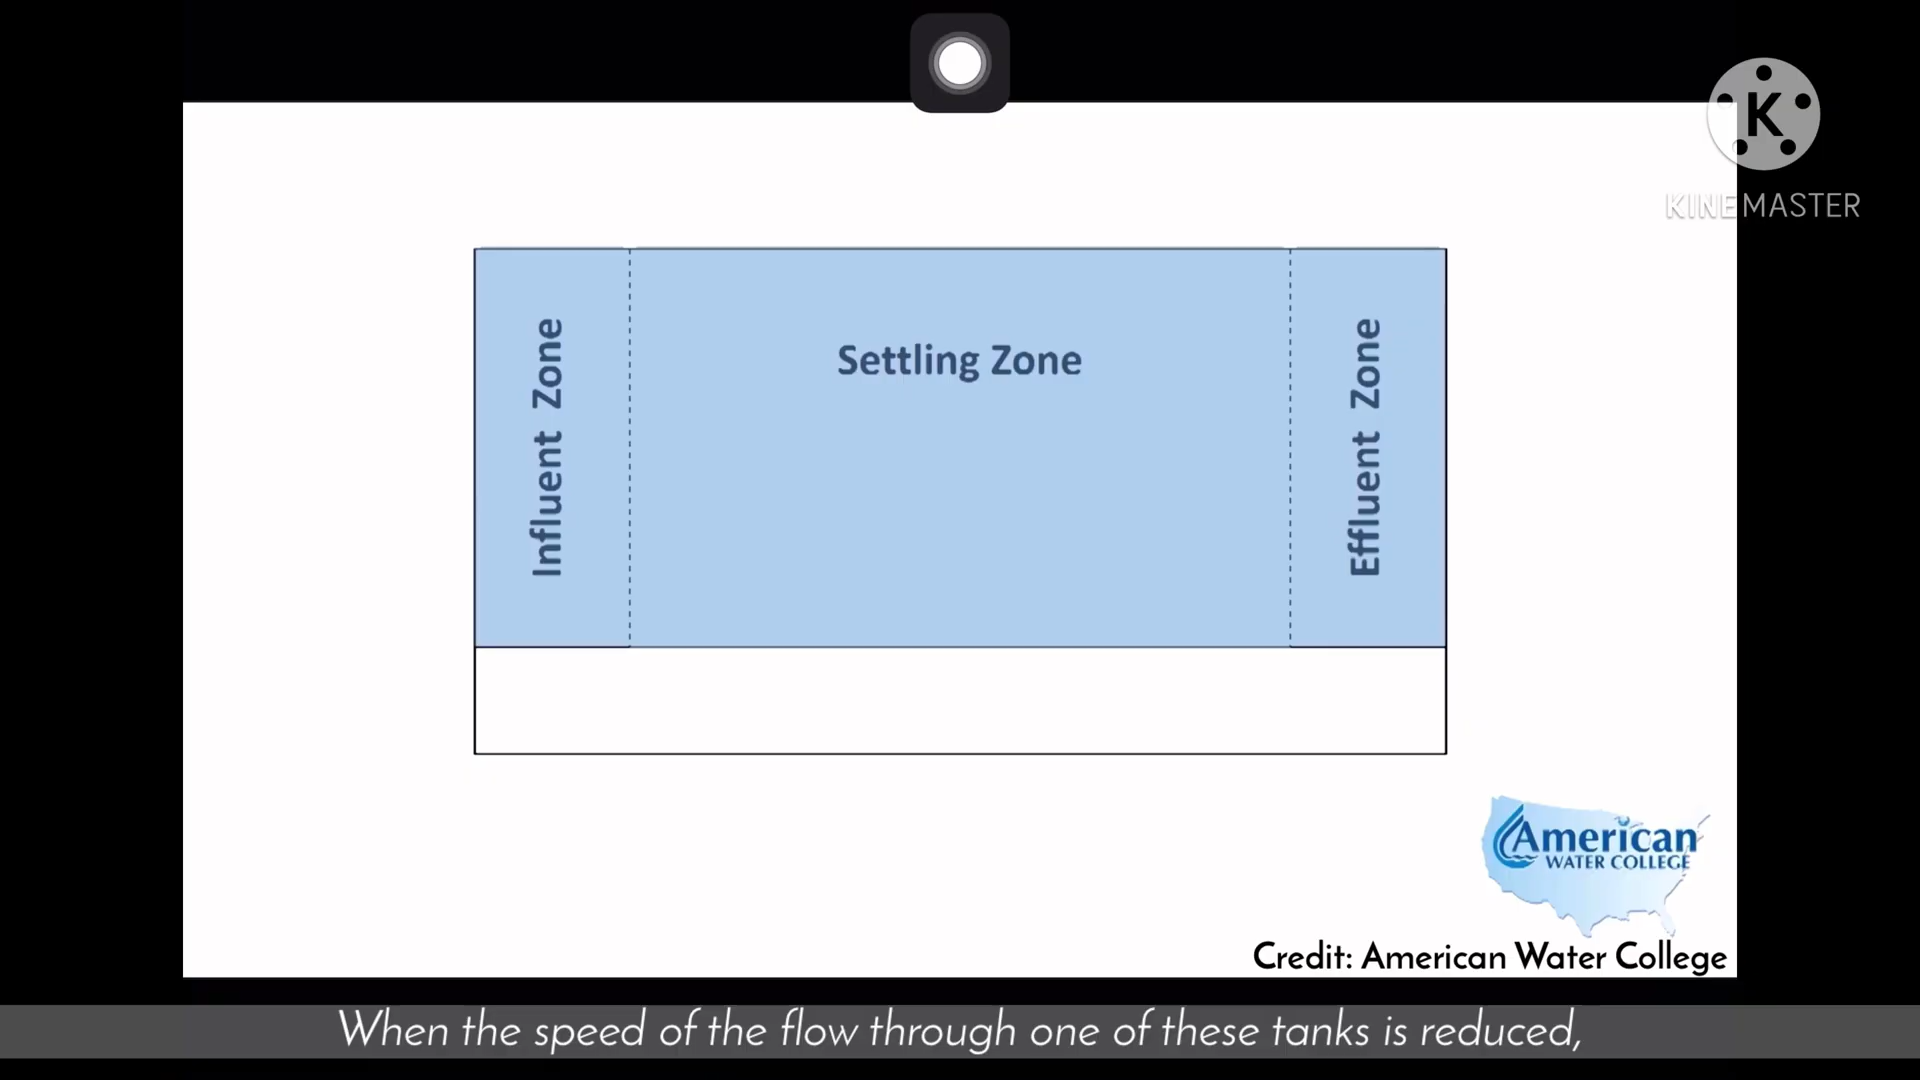 K
KINEMASTER
Influent Zone
Settling Zone
Effluent Zone
American
WATER COLLEGE
Credit: American Water College
When the speed of the flow through one of these tanks is reduced,